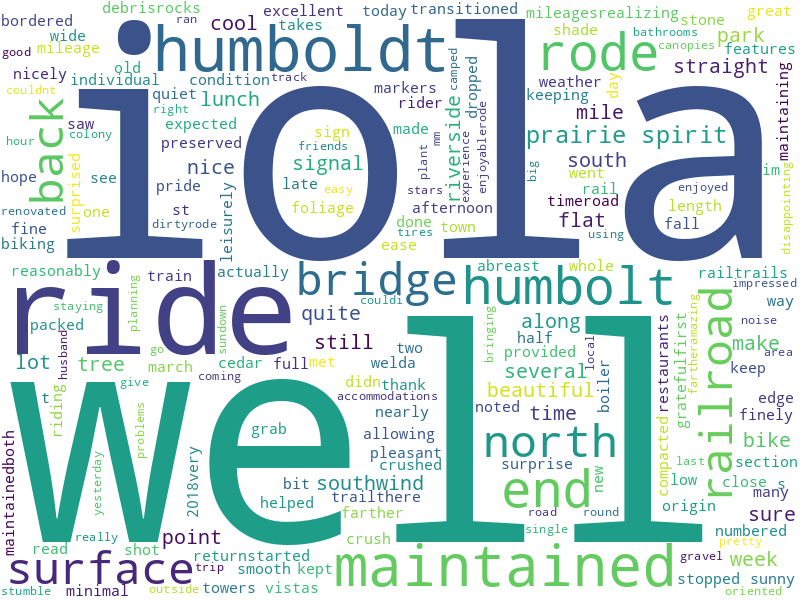 debrisrocks
transitioned
bordered
ran
cool
takes
excellent
today
mileagesrealizing
great
wide
stone
bathrooms
park
good
mileage
old
humboldt
rode
shade
canopies
features
nicely
individual
condition
track
camped
dropped
weather
straight
couldnt
quiet
markers
keeping
day
maintaining
back
right
lunch
rider
mile
hour
colony
expected
sign
made
riverside
mm
plant
experience
enjoyablerode
prairie spirit
saw
preserved
friends
signal
iola
surprised
nice
south
disappointing
hope
see
pride
late
easy
stars
big
went
rail
im
renovated
one
st
foliage
afternoon
timeroad
enjoyed
length
fine
dirtyrode
leisurely
done
town
flat
fall
biking
tires
ease
using
reasonably
train
actually
abreast
whole
railtrails
ride
bridge
humbolt
impressed
staying
planning
couldi
quite
along
way
packed
sundown
two
bringing
half
noise
husband
go
still
provided
local
restaurants
fartheramazing
railroad
make
lot
tree
march
cedar
full
met
welda
several
boiler
gratefulfirst
area
t
give
coming
didn
thank
accommodations
beautiful
keep
riding
problems
well
grab
nearly
noted
time
edge
allowing
north
finely
maintainedboth
yesterday
2018very
pleasant
surprise
compacted
bike
bit
crushed
end
new
last
section
helped
southwind
trailthere
low
close
s
really
farther
road
single
round
origin
many
point
crush
numbered
sure
read
shot
pretty
surface
returnstarted
maintained
gravel
week
trip
smooth
kept
stopped
sunny
stumble
minimal
outside
towers
vistas
oriented